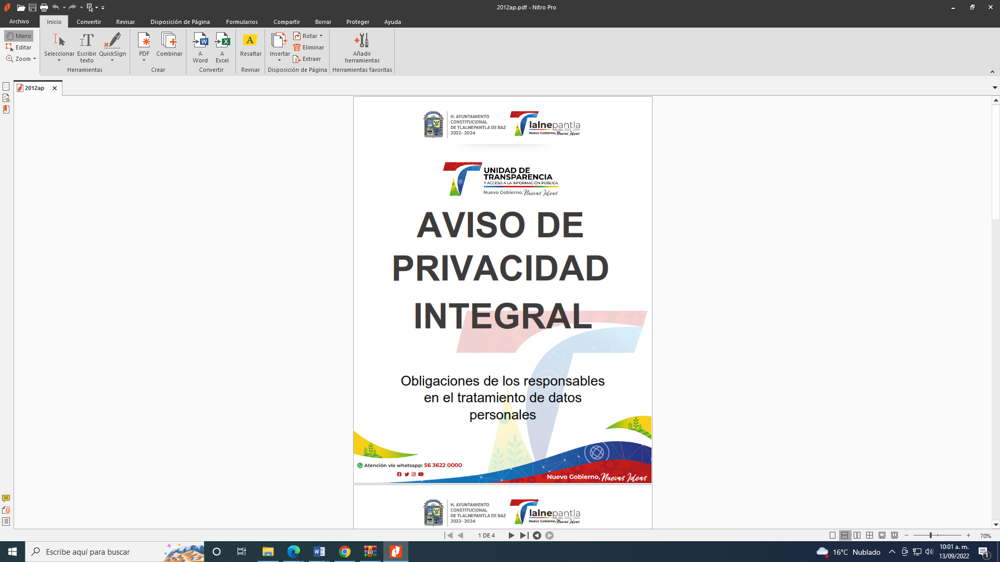 2012ap.pdf - Nitro Pro
Archivo
Inicio
Convertir
Revisar
Disposición de Página
Formularios
Compartir
Borrar
Proteger
Ayuda
Mano
Editar
Zoom
Seleccionar
Escribir
texto
QuickSign
Herramientas
PDF
Combinar
Crear
A
Word
A
Excel
Convertir
Resaltar
Revisar
Insertar
Rotar
Eliminar
Extraer
Disposición de Página
Añadir
herramientas
Herramientas favoritas
2012ap
H. AYUNTAMIENTO
CONSTITUCIONAL
DE TLALNEPANTLA DE BAZ
2022- 2024
Tlalnepantla
de Baz 2022 - 2024
Nuevo Gobierno, Nuevas Ideas
UNIDAD DE
TRANSPARENCIA
Y ACCESO A LA INFORMACIÓN PÚBLICA
Nuevo Gobierno, Nuevas Ideas
AVISO DE
PRIVACIDAD
INTEGRAL
Obligaciones de los responsables
en el tratamiento de datos
personales
Atención vía whatsapp: 56 3622 0000
Nuevo Gobierno, Nuevas Ideas
H. AYUNTAMIENTO
CONSTITUCIONAL
DE TLALNEPANTLA DE BAZ
2022- 2024
Tlalnepantla
de Baz 2022 - 2024
Nuevo Gobierno, Nuevas Ideas
1 DE 4
70%
Escribe aquí para buscar
16°C Nublado
10:01 a. m.
13/09/2022
1